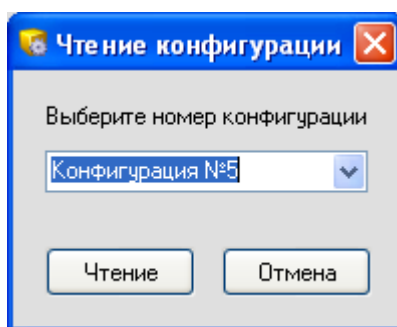 Чтение конфигурации
Выберите номер конфигурации
Конфигурация №5
Чтение Отмена